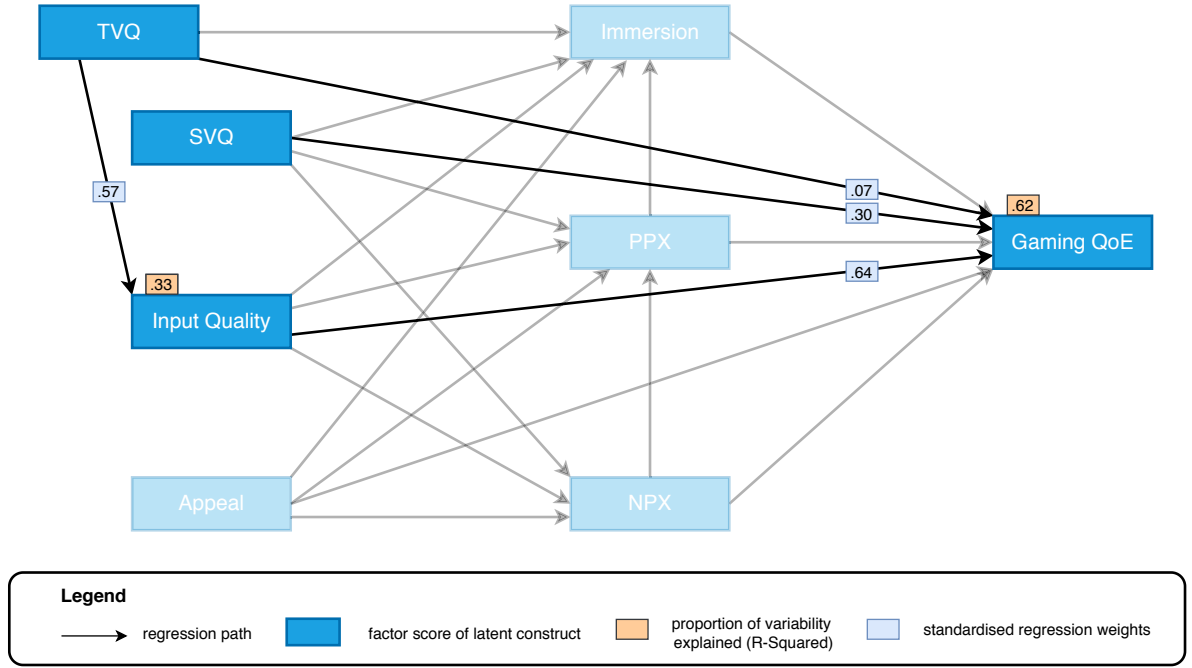 TVQ
Immersion
SVQ
.57
.07
.62
.30
PPX
Gaming QoE
.64
.33
Input Quality
Appeal
NPX
Legend
regression path
factor score of latent construct
proportion of variability
explained (R-Squared)
standardised regression weights